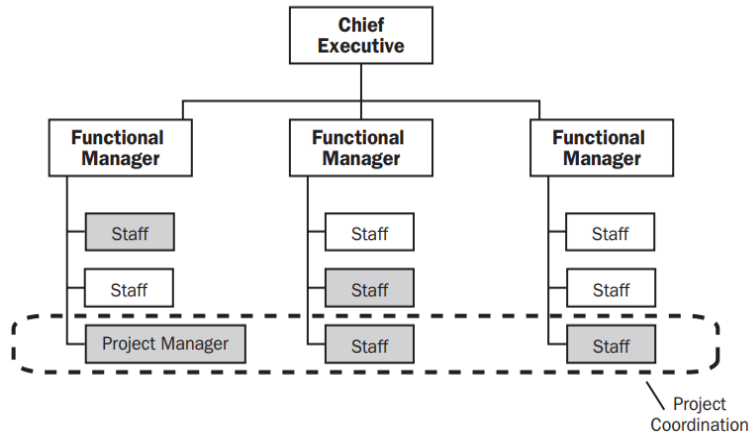 Chief
Executive
Functional
Manager
Functional
Manager
Functional
Manager
Staff
Staff
Staff
Staff
Staff
Staff
Project Manager
Staff
Staff
Project
Coordination